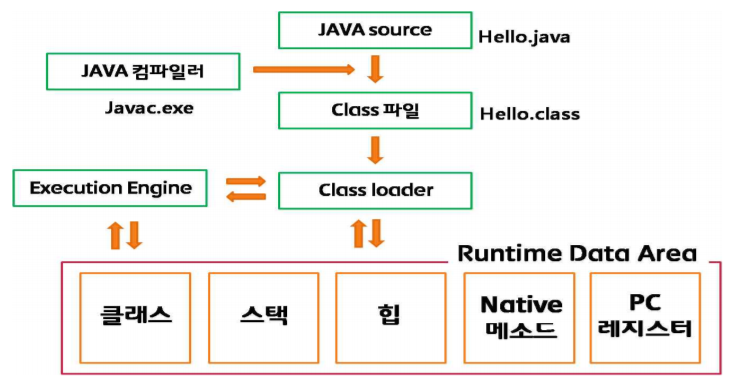 JAVA source
Hello.java
JAVA 컴파일러
Javac.exe
Class 파일
Hello.class
Execution Engine
Class loader
Runtime Data Area
클래스
스택
힙
Native
메소드
PC
레지스터